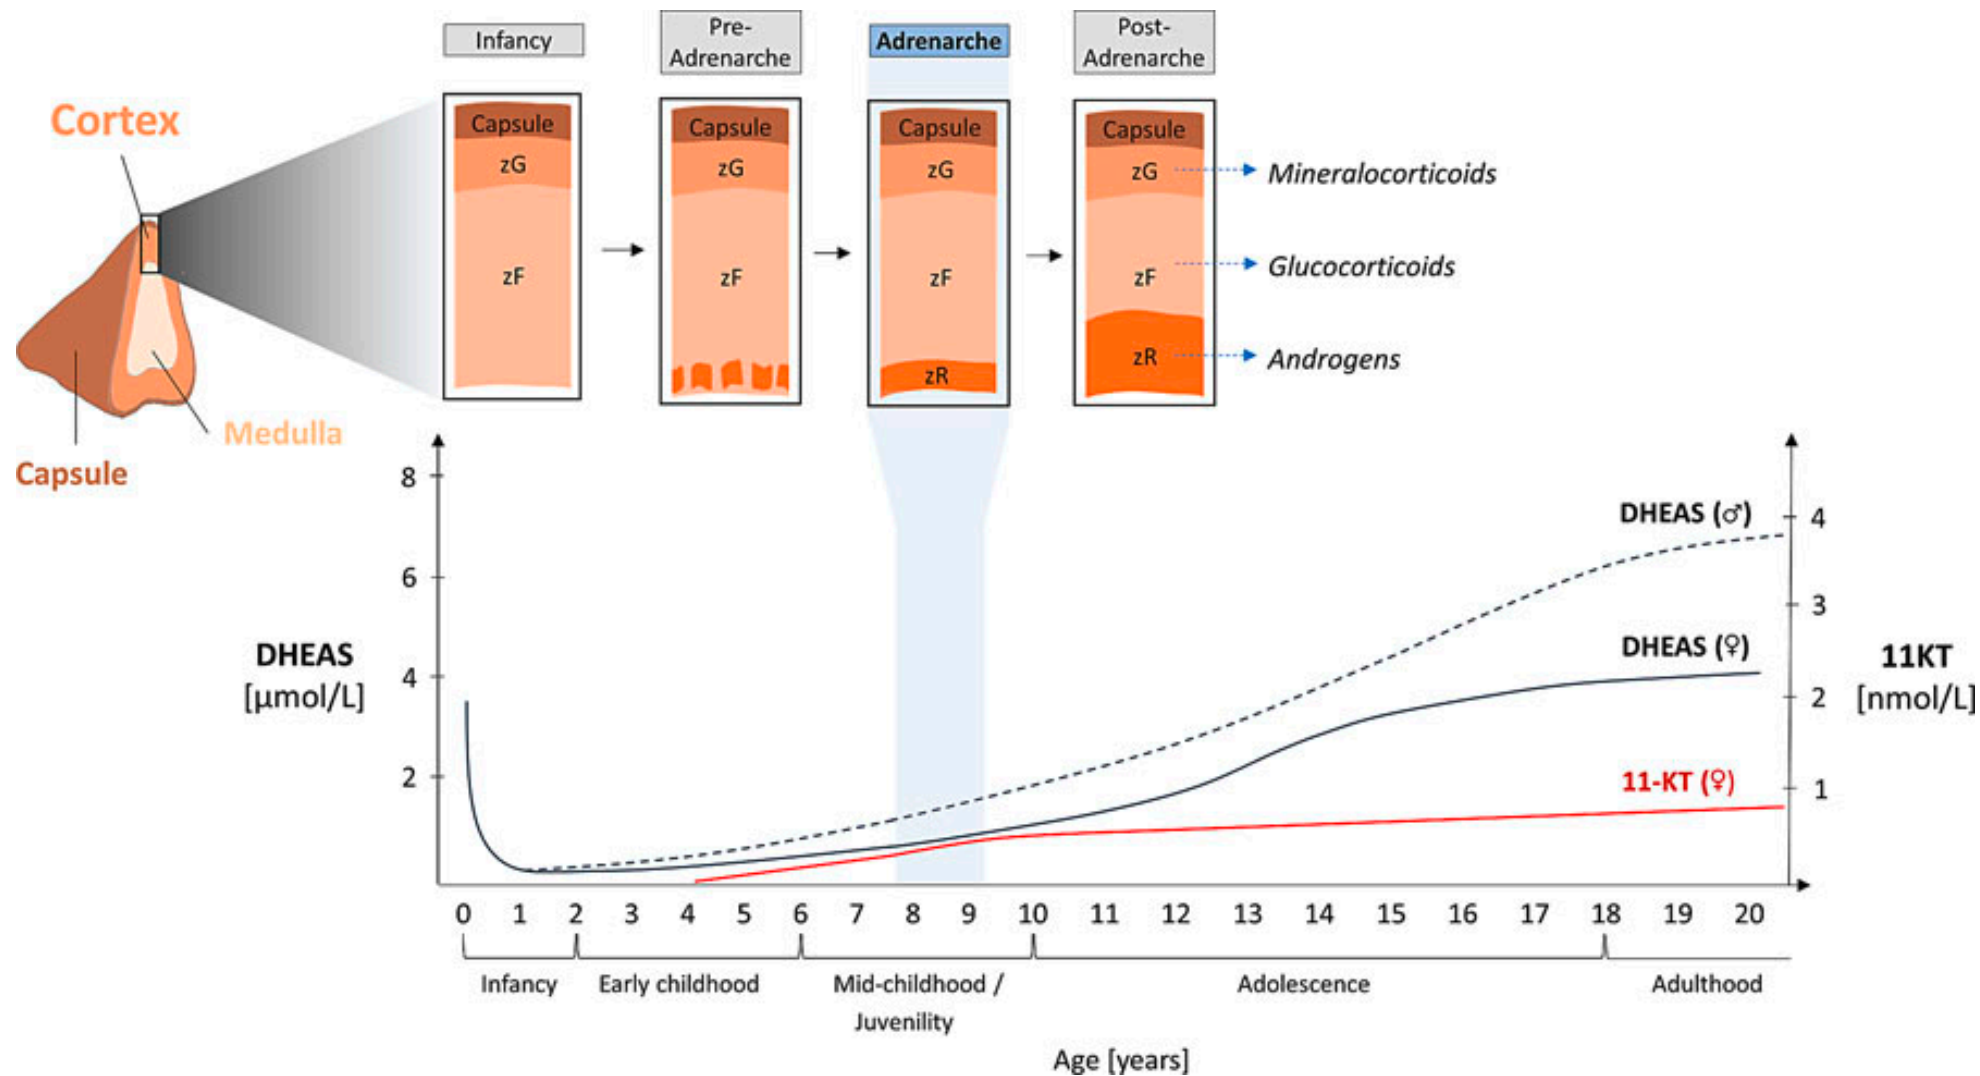 Infancy
Pre-
Adrenarche
Adrenarche
Post-
Adrenarche
Cortex
Medulla
Capsule
Capsule
zG
zF
Capsule
zG
zF
Capsule
zG
zF
zR
Capsule
zG
zF
zR
Mineralocorticoids
Glucocorticoids
Androgens
8
6
4
2
DHEAS
[µmol/L]
DHEAS (♂)
DHEAS (♀)
11-KT (♀)
4
3
2
1
11KT
[nmol/L]
0 1 2 3 4 5 6 7 8 9 10 11 12 13 14 15 16 17 18 19 20
Infancy Early childhood Mid-childhood / Adolescence Adulthood
Juvenility
Age [years]